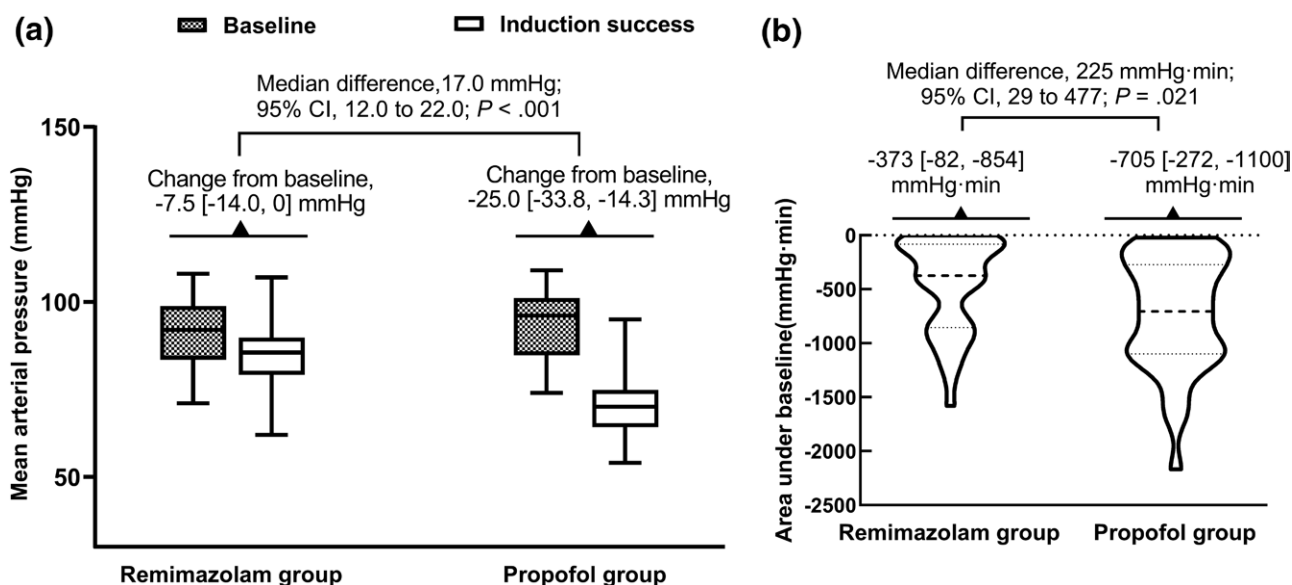 (a)
Baseline
Induction success
Median difference,17.0 mmHg;
95% CI, 12.0 to 22.0; P < .001
Change from baseline,
-7.5 [-14.0, 0] mmHg
Change from baseline,
-25.0 [-33.8, -14.3] mmHg
Mean arterial pressure (mmHg)
150
100
50
Remimazolam group
Propofol group
(b)
Median difference, 225 mmHg·min;
95% CI, 29 to 477; P = .021
-373 [-82, -854]
mmHg·min
-705 [-272, -1100]
mmHg·min
Area under baseline(mmHg·min)
0
-500
-1000
-1500
-2000
-2500
Remimazolam group
Propofol group